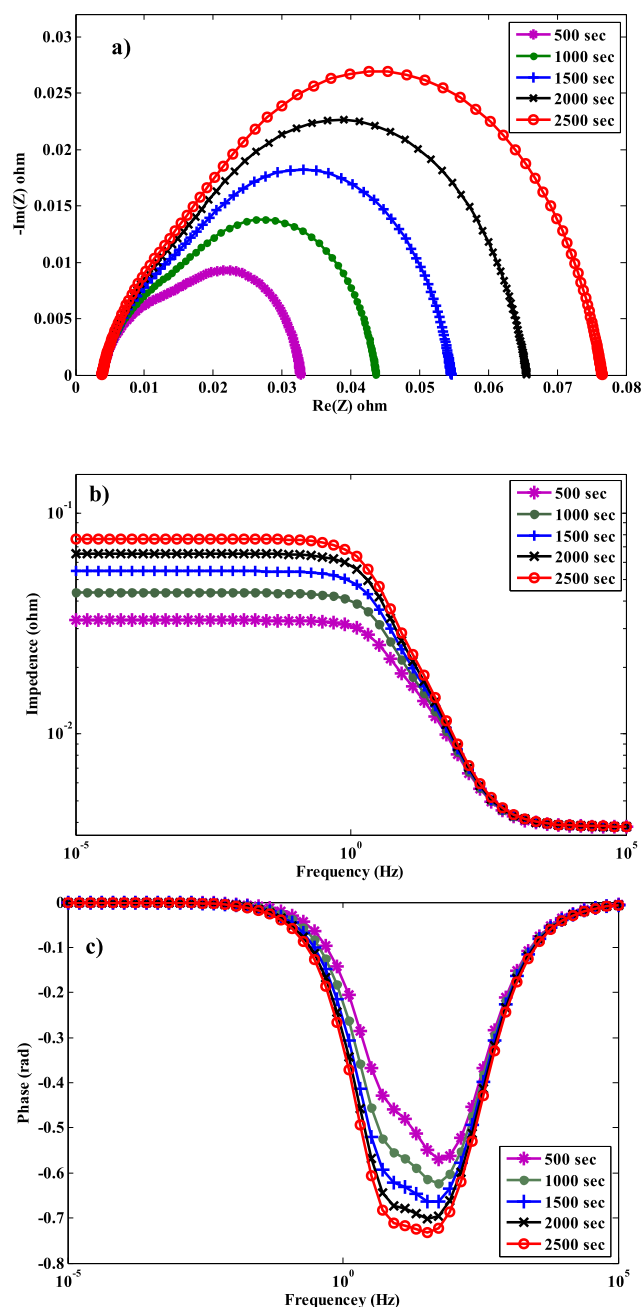 a)
500 sec
1000 sec
1500 sec
2000 sec
2500 sec
0.03
0.025
0.02
0.015
0.01
0.005
0
-Im(Z) ohm
0 0.01 0.02 0.03 0.04 0.05 0.06 0.07 0.08
Re(Z) ohm
b)
500 sec
1000 sec
1500 sec
2000 sec
2500 sec
10^-1
10^-2
Impedence (ohm)
10^-5 10^0 10^5
Frequency (Hz)
0
-0.1
-0.2
-0.3
-0.4
-0.5
-0.6
-0.7
-0.8
Phase (rad)
c)
500 sec
1000 sec
1500 sec
2000 sec
2500 sec
10^-5 10^0 10^5
Frequencey (Hz)